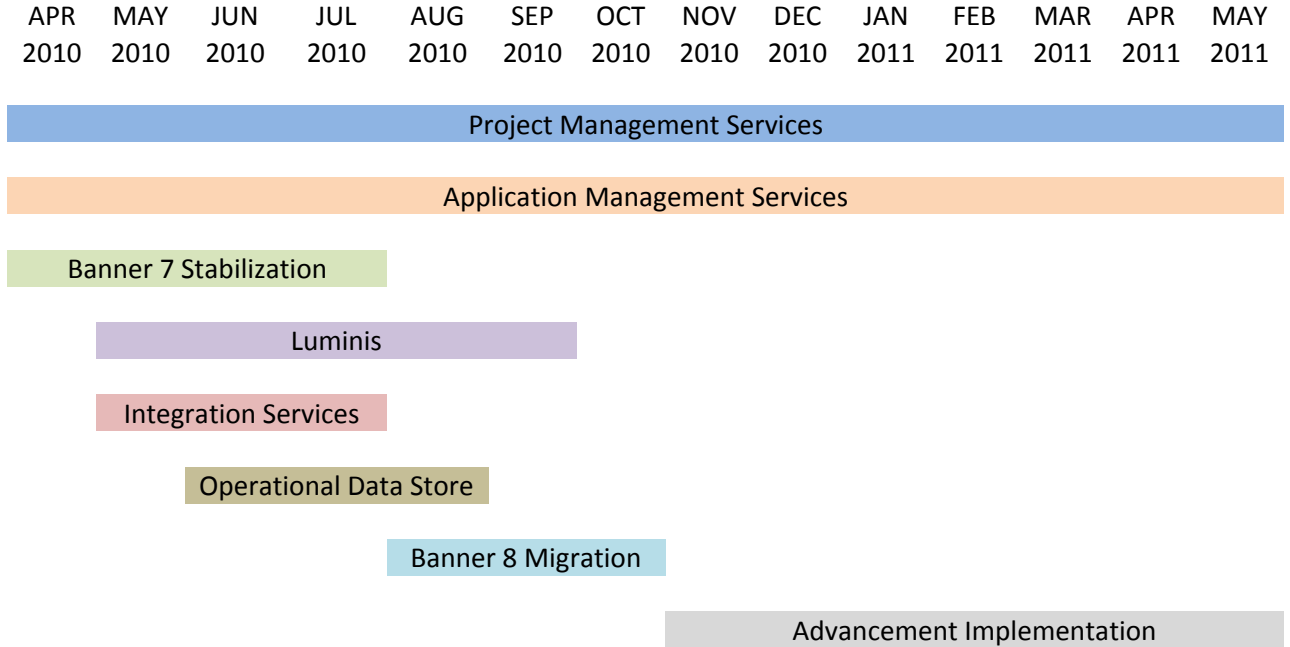 APR MAY JUN JUL AUG SEP OCT NOV DEC JAN FEB MAR APR MAY
2010 2010 2010 2010 2010 2010 2010 2010 2010 2011 2011 2011 2011 2011
Project Management Services
Application Management Services
Banner 7 Stabilization
Luminis
Integration Services
Operational Data Store
Banner 8 Migration
Advancement Implementation